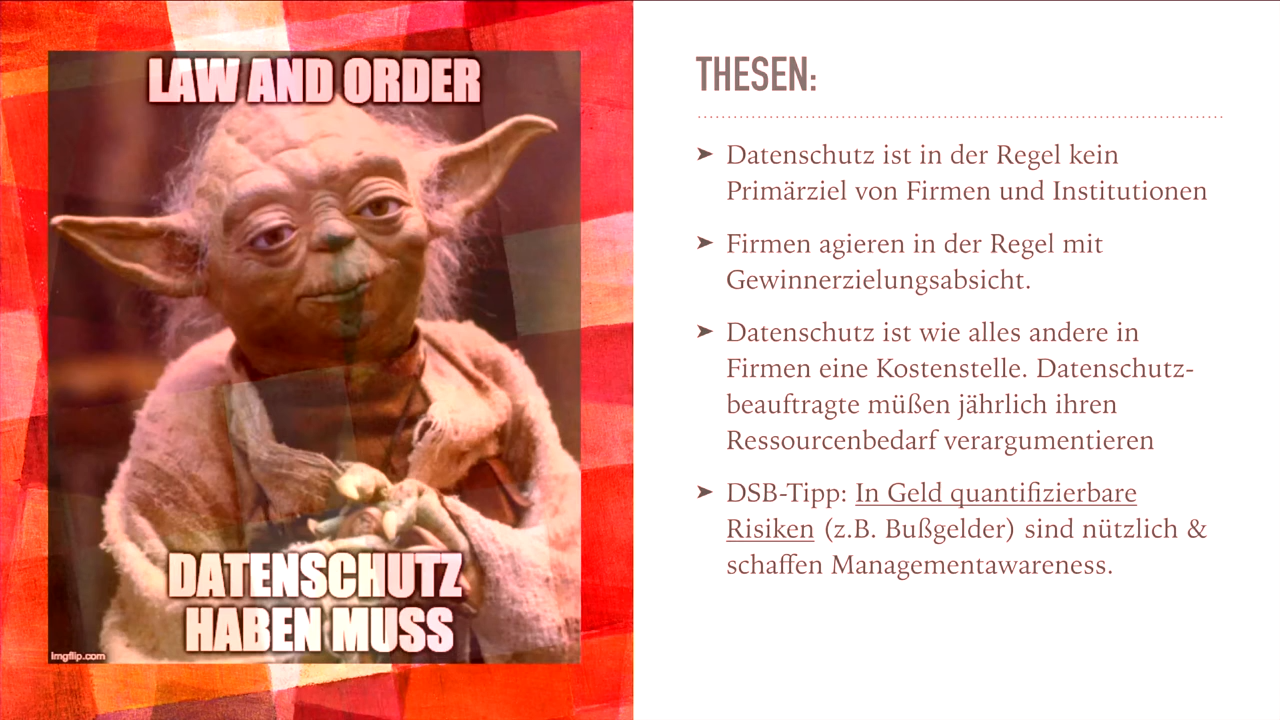 LAW AND ORDER
DATENSCHUTZ
HABEN MUSS
imgflip.com
THESEN:
➤ Datenschutz ist in der Regel kein
Primärziel von Firmen und Institutionen
➤ Firmen agieren in der Regel mit
Gewinnerzielungsabsicht.
➤ Datenschutz ist wie alles andere in
Firmen eine Kostenstelle. Datenschutz-
beauftragte müßen jährlich ihren
Ressourcenbedarf verargumentieren
➤ DSB-Tipp: In Geld quantifizierbare
Risiken (z.B. Bußgelder) sind nützlich &
schaffen Managementawareness.